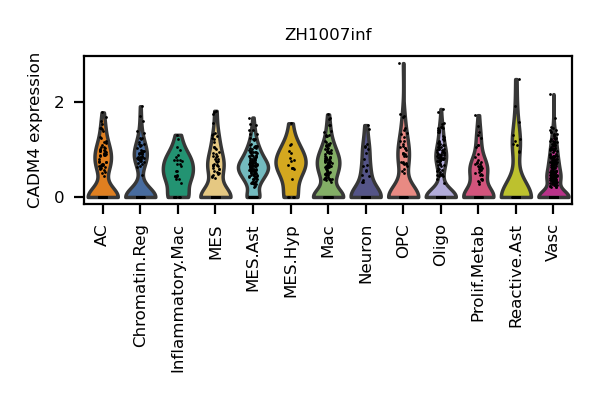 ZH1007inf
CADM4 expression
2
0
AC
Chromatin.Reg
Inflammatory.Mac
MES
MES.Ast
MES.Hyp
Mac
Neuron
OPC
Oligo
Prolif.Metab
Reactive.Ast
Vasc